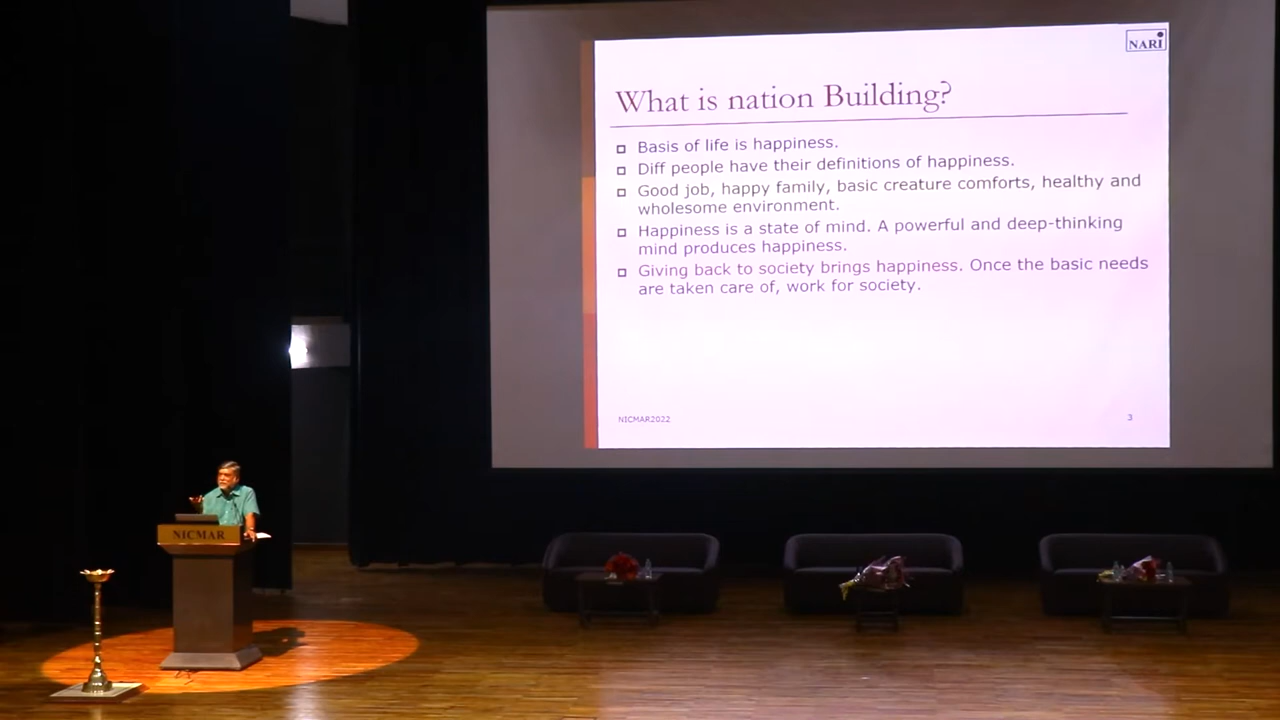 NARI
What is nation Building?
Basis of life is happiness.
Diff people have their definitions of happiness.
Good job, happy family, basic creature comforts, healthy and
wholesome environment.
Happiness is a state of mind. A powerful and deep-thinking
mind produces happiness.
Giving back to society brings happiness. Once the basic needs
are taken care of, work for society.
NICMAR2022
3
NICMAR